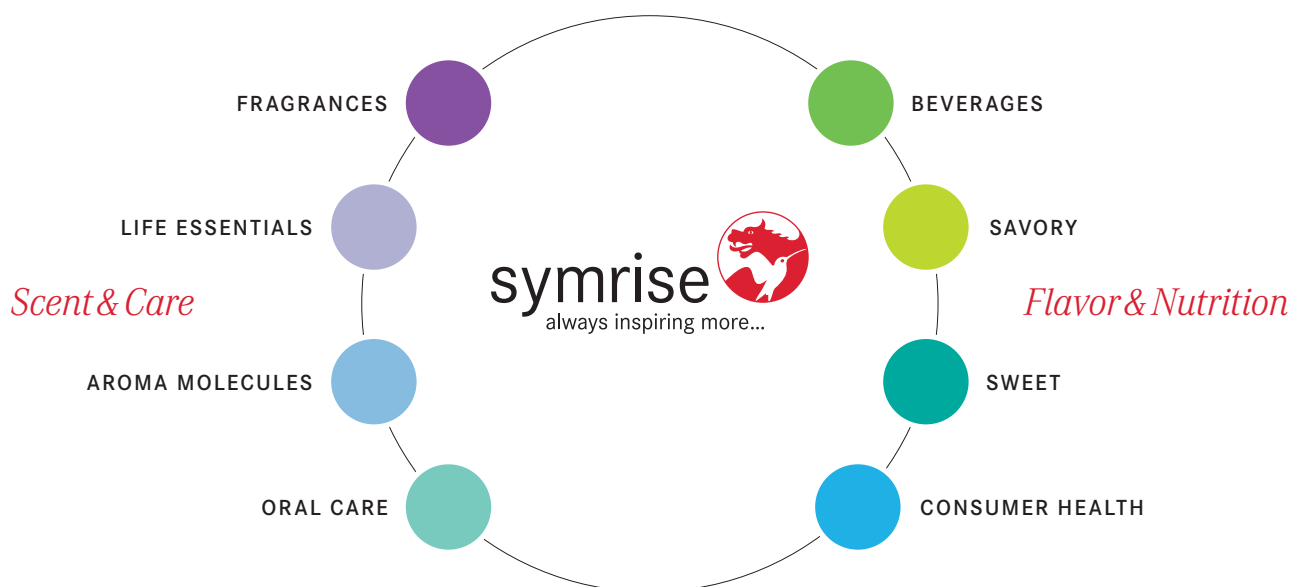 FRAGRANCES
BEVERAGES
LIFE ESSENTIALS
SAVORY
symrise
Scent & Care
Flavor & Nutrition
always inspiring more...
AROMA MOLECULES
SWEET
ORAL CARE
CONSUMER HEALTH